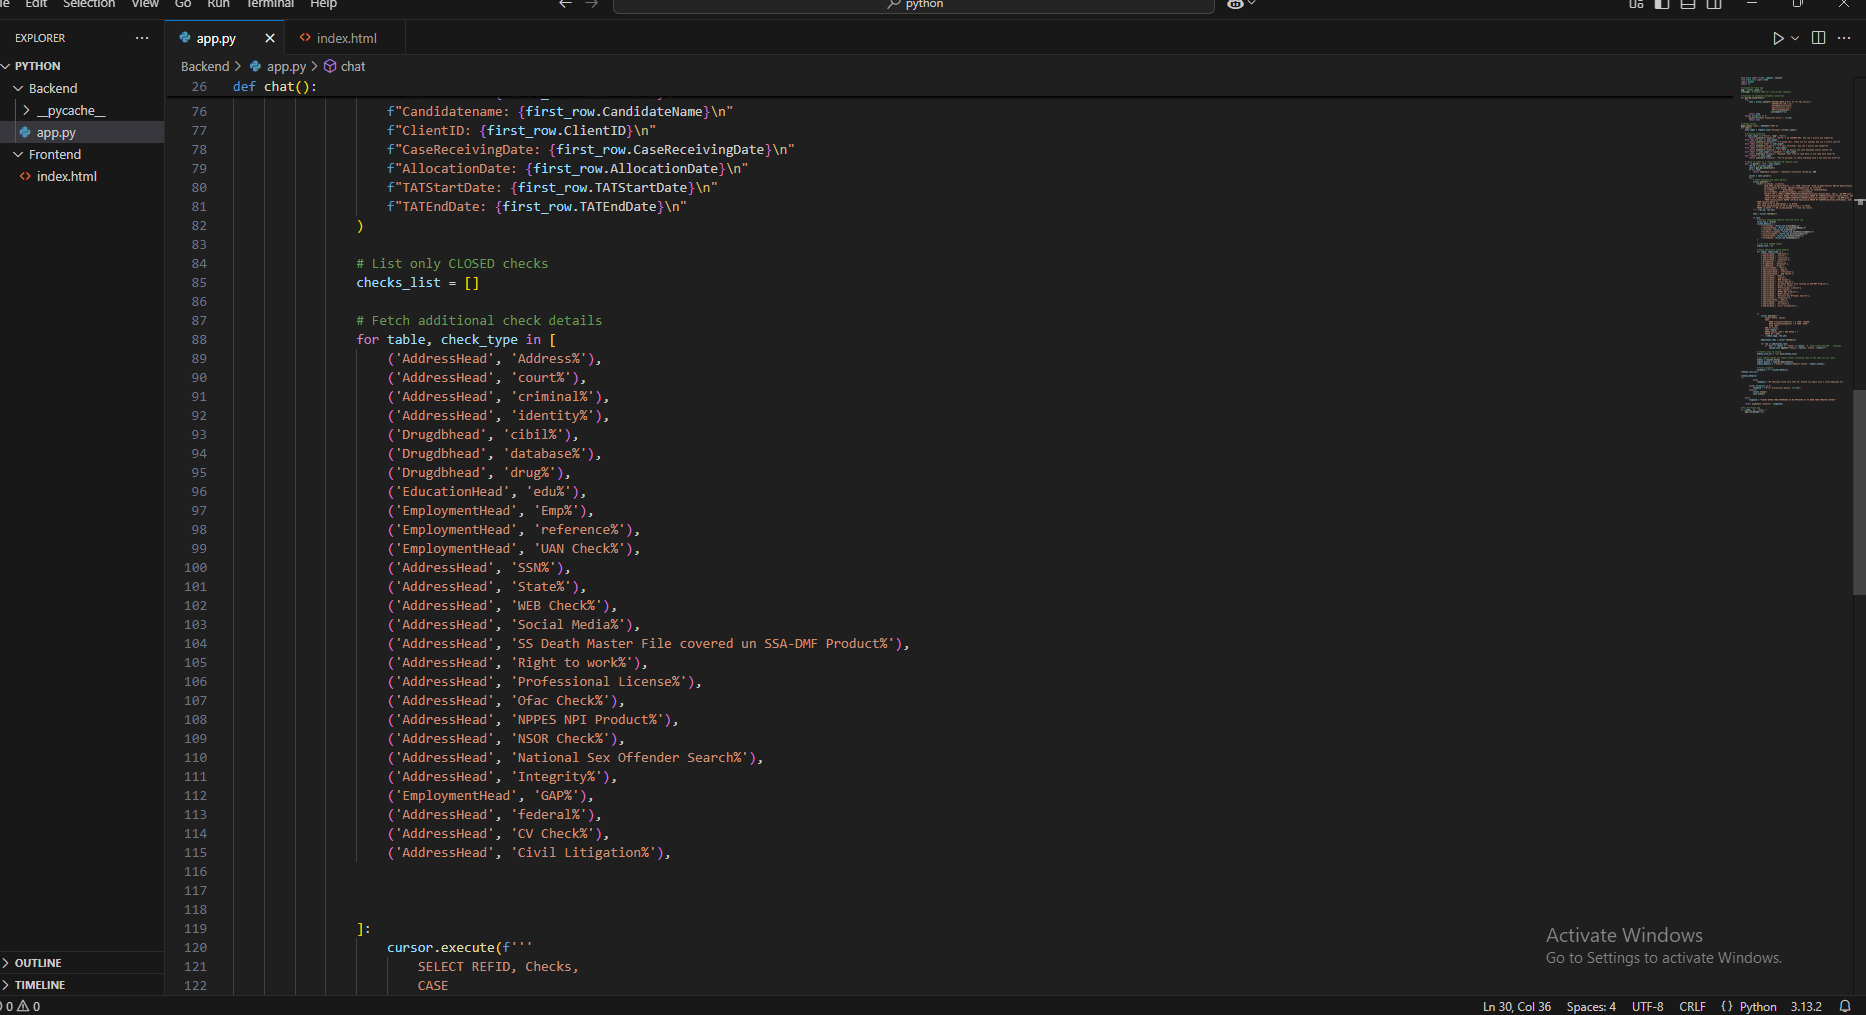 Edit Selection View Go Run Terminal Help
python
EXPLORER
app.py
index.html
PYTHON
Backend
__pycache__
app.py
Frontend
index.html
OUTLINE
TIMELINE
Backend > app.py > chat
26 def chat():
76 f"Candidatename: {first_row.CandidateName}\n"
77 f"ClientID: {first_row.ClientID}\n"
78 f"CaseReceivingDate: {first_row.CaseReceivingDate}\n"
79 f"AllocationDate: {first_row.AllocationDate}\n"
80 f"TATStartDate: {first_row.TATStartDate}\n"
81 f"TATEndDate: {first_row.TATEndDate}\n"
82 )
83
84 # List only CLOSED checks
85 checks_list = []
86
87 # Fetch additional check details
88 for table, check_type in [
89 ('AddressHead', 'Address%'),
90 ('AddressHead', 'court%'),
91 ('AddressHead', 'criminal%'),
92 ('AddressHead', 'identity%'),
93 ('Drugdbhead', 'cibil%'),
94 ('Drugdbhead', 'database%'),
95 ('Drugdbhead', 'drug%'),
96 ('EducationHead', 'edu%'),
97 ('EmploymentHead', 'Emp%'),
98 ('EmploymentHead', 'reference%'),
99 ('EmploymentHead', 'UAN Check%'),
100 ('AddressHead', 'SSN%'),
101 ('AddressHead', 'State%'),
102 ('AddressHead', 'WEB Check%'),
103 ('AddressHead', 'Social Media%'),
104 ('AddressHead', 'SS Death Master File covered un SSA-DMF Product%'),
105 ('AddressHead', 'Right to work%'),
106 ('AddressHead', 'Professional License%'),
107 ('AddressHead', 'Ofac Check%'),
108 ('AddressHead', 'NPPES NPI Product%'),
109 ('AddressHead', 'NSOR Check%'),
110 ('AddressHead', 'National Sex Offender Search%'),
111 ('AddressHead', 'Integrity%'),
112 ('EmploymentHead', 'GAP%'),
113 ('AddressHead', 'federal%'),
114 ('AddressHead', 'CV Check%'),
115 ('AddressHead', 'Civil Litigation%'),
116
117
118
119 ]:
120 cursor.execute(f'''
121 SELECT REFID, Checks,
122 CASE
Activate Windows
Go to Settings to activate Windows.
0 0
Ln 30, Col 36 Spaces: 4 UTF-8 CRLF {} Python 3.13.2